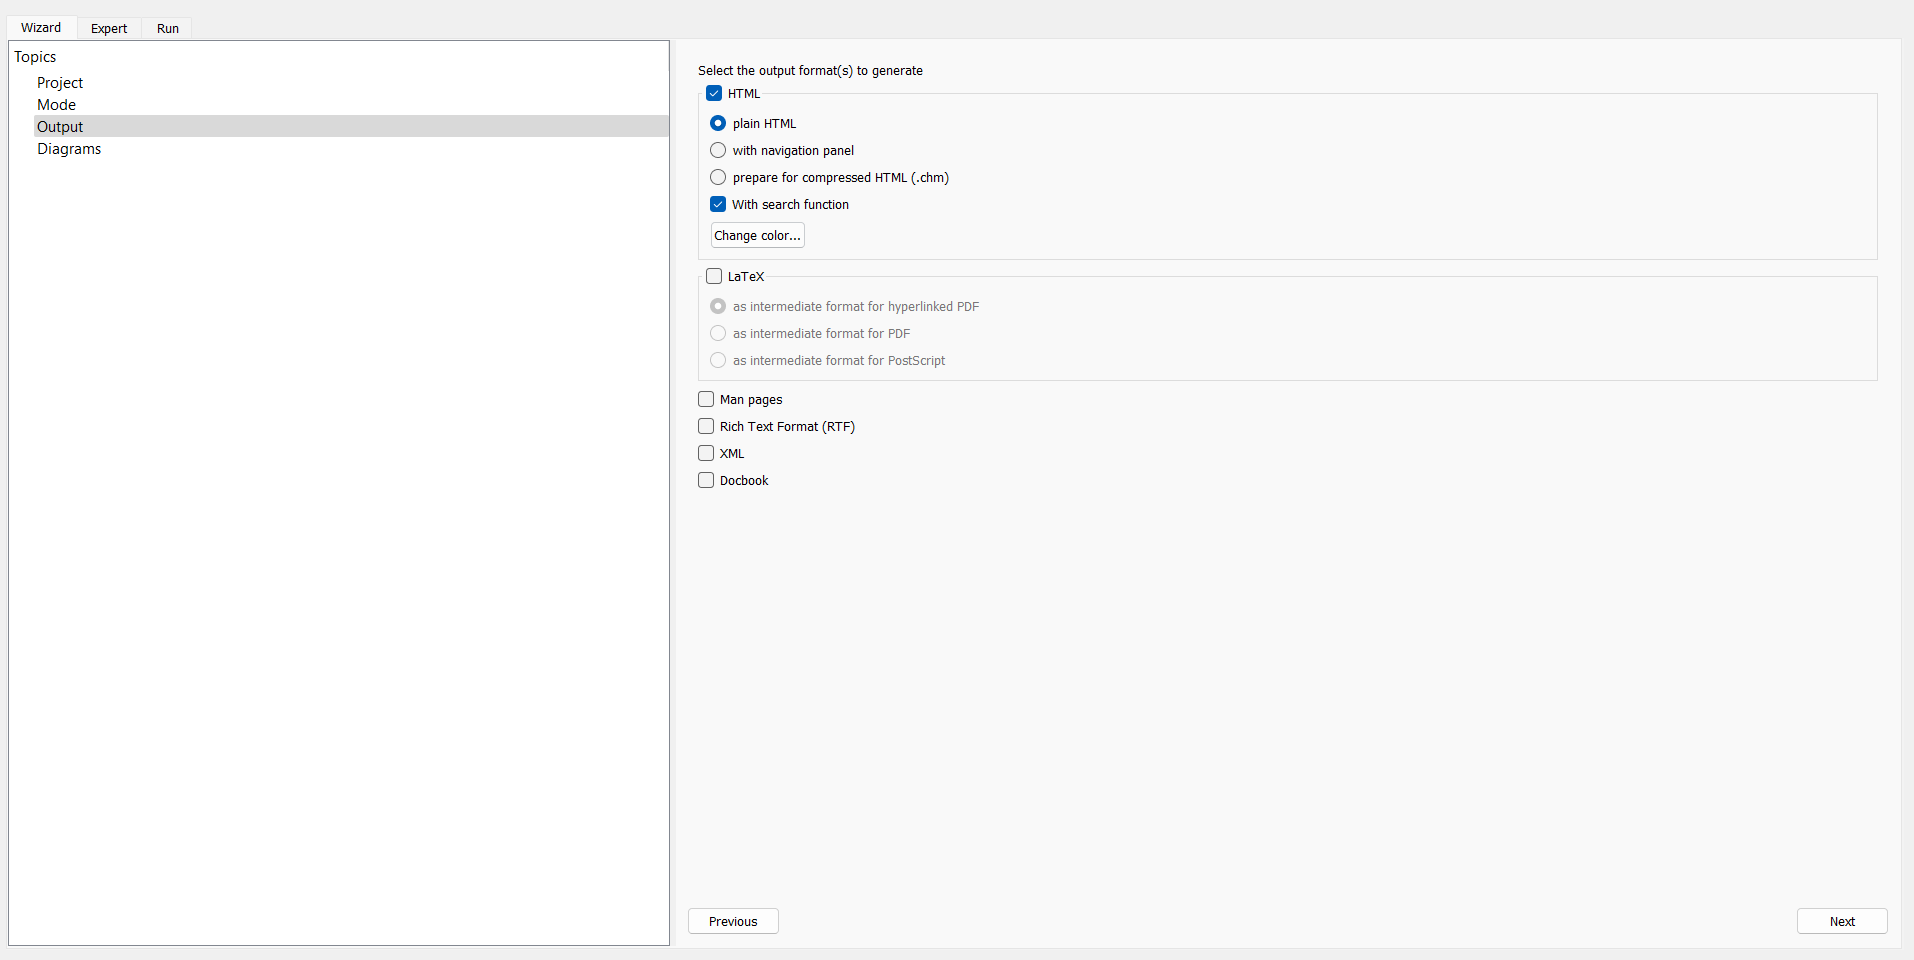 Wizard Expert Run
Topics
Project
Mode
Output
Diagrams
Select the output format(s) to generate
HTML
plain HTML
with navigation panel
prepare for compressed HTML (.chm)
With search function
Change color...
LaTeX
as intermediate format for hyperlinked PDF
as intermediate format for PDF
as intermediate format for PostScript
Man pages
Rich Text Format (RTF)
XML
Docbook
Previous Next